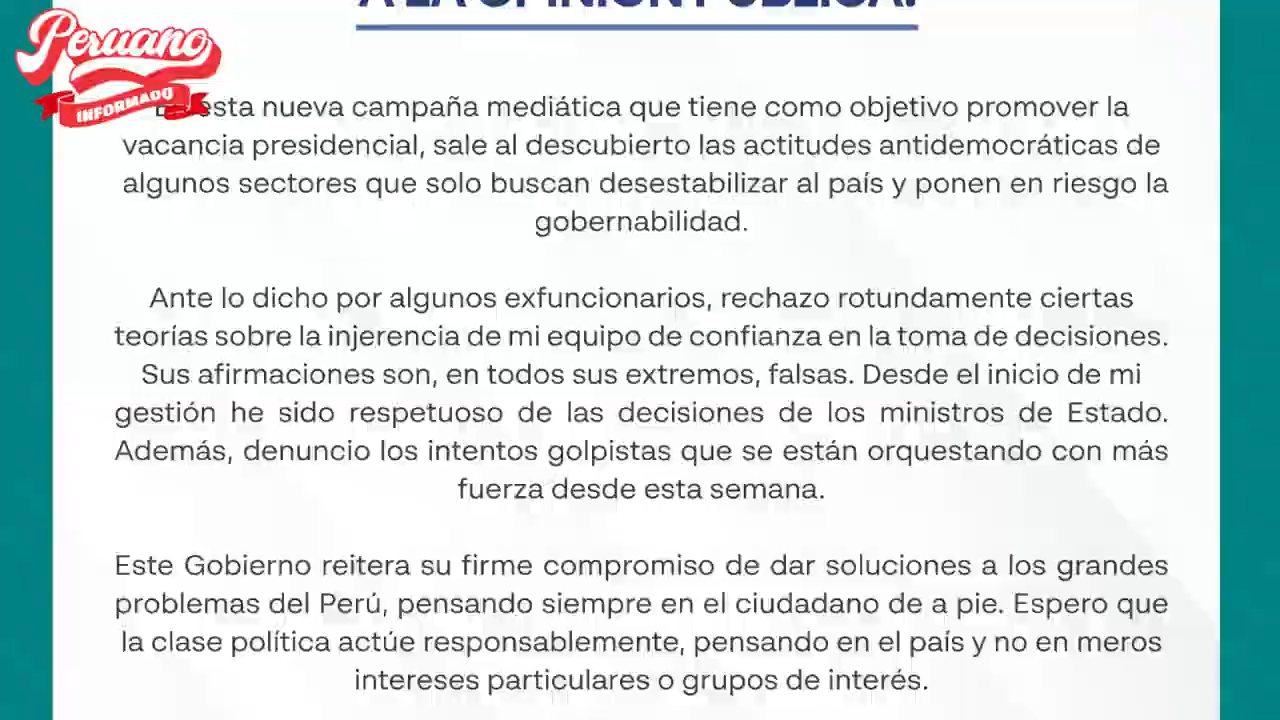 A LA OPINIÓN PÚBLICA:
Peruano
INFORMADO
esta nueva campaña mediática que tiene como objetivo promover la
vacancia presidencial, sale al descubierto las actitudes antidemocráticas de
algunos sectores que solo buscan desestabilizar al país y ponen en riesgo la
gobernabilidad.
Ante lo dicho por algunos exfuncionarios, rechazo rotundamente ciertas
teorías sobre la injerencia de mi equipo de confianza en la toma de decisiones.
Sus afirmaciones son, en todos sus extremos, falsas. Desde el inicio de mi
gestión he sido respetuoso de las decisiones de los ministros de Estado.
Además, denuncio los intentos golpistas que se están orquestando con más
fuerza desde esta semana.
Este Gobierno reitera su firme compromiso de dar soluciones a los grandes
problemas del Perú, pensando siempre en el ciudadano de a pie. Espero que
la clase política actúe responsablemente, pensando en el país y no en meros
intereses particulares o grupos de interés.